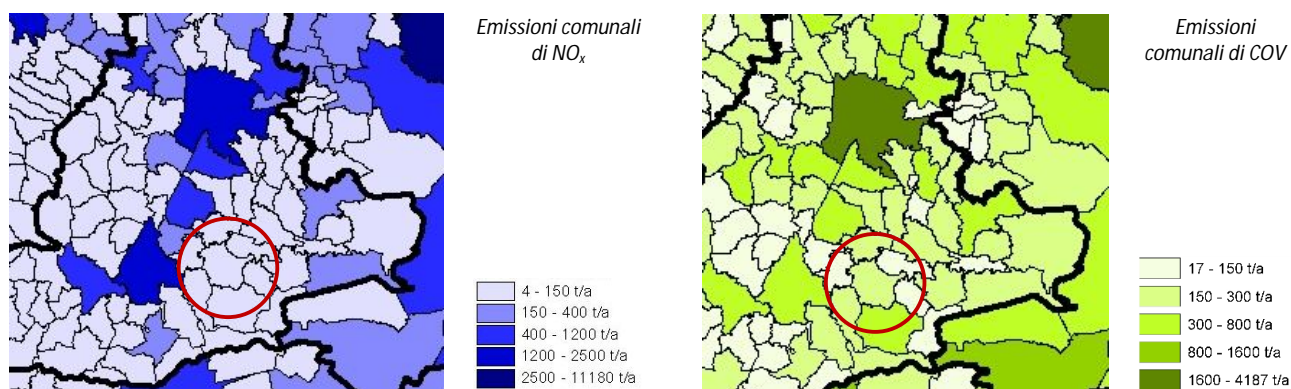 Emissioni comunali
di NOx
4 - 150 t/a
150 - 400 t/a
400 - 1200 t/a
1200 - 2500 t/a
2500 - 11180 t/a
Emissioni
comunali di COV
17 - 150 t/a
150 - 300 t/a
300 - 800 t/a
800 - 1600 t/a
1600 - 4187 t/a